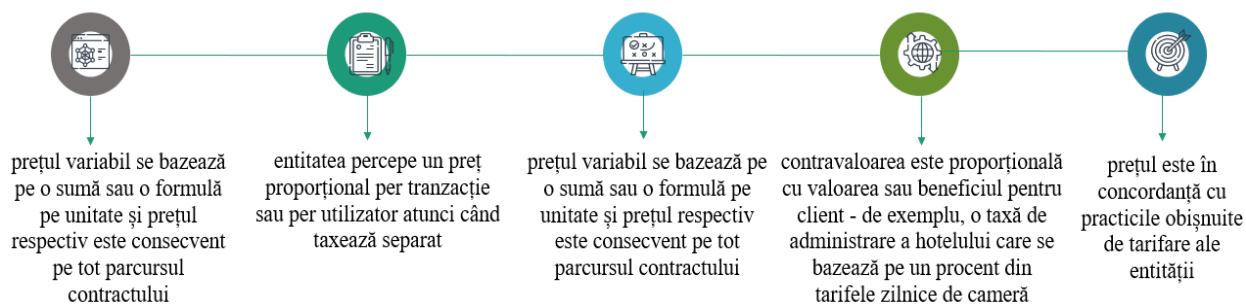 prețul variabil se bazează
pe o sumă sau o formulă
pe unitate și prețul
respectiv este consecvent
pe tot parcursul
contractului
entitatea percepe un preț
proporțional per tranzacție
sau per utilizator atunci când
taxează separat
prețul variabil se bazează pe
o sumă sau o formulă pe
unitate și prețul respectiv
este consecvent pe tot
parcursul contractului
contravaloarea este proporțională
cu valoarea sau beneficiul pentru
client - de exemplu, o taxă de
administrare a hotelului care se
bazează pe un procent din
tarifele zilnice de cameră
prețul este în
concordanță cu
practicile obișnuite
de tarifare ale
entității